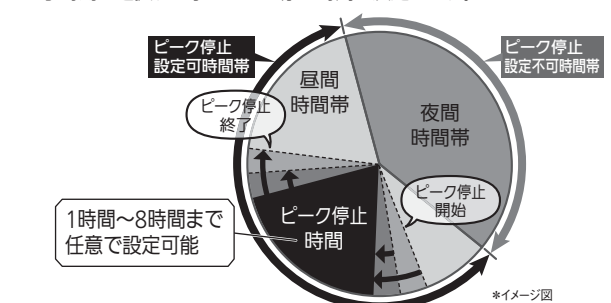 ピーク停止
設定可時間帯
ピーク停止
設定不可時間帯
昼間
時間帯
夜間
時間帯
ピーク停止
終了
ピーク停止
開始
1時間〜8時間まで
任意で設定可能
ピーク停止
時間
*イメージ図